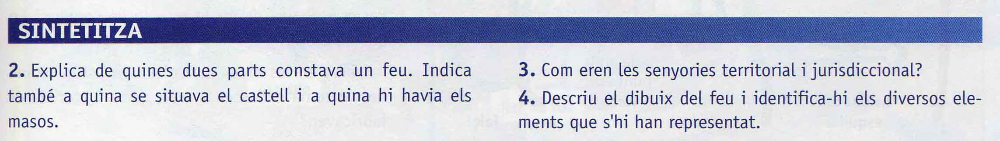 SINTETITZA
2. Explica de quines dues parts constava un feu. Indica
també a quina se situava el castell i a quina hi havia els
masos.
3. Com eren les senyories territorial i jurisdiccional?
4. Descriu el dibuix del feu i identifica-hi els diversos ele-
ments que s'hi han representat.